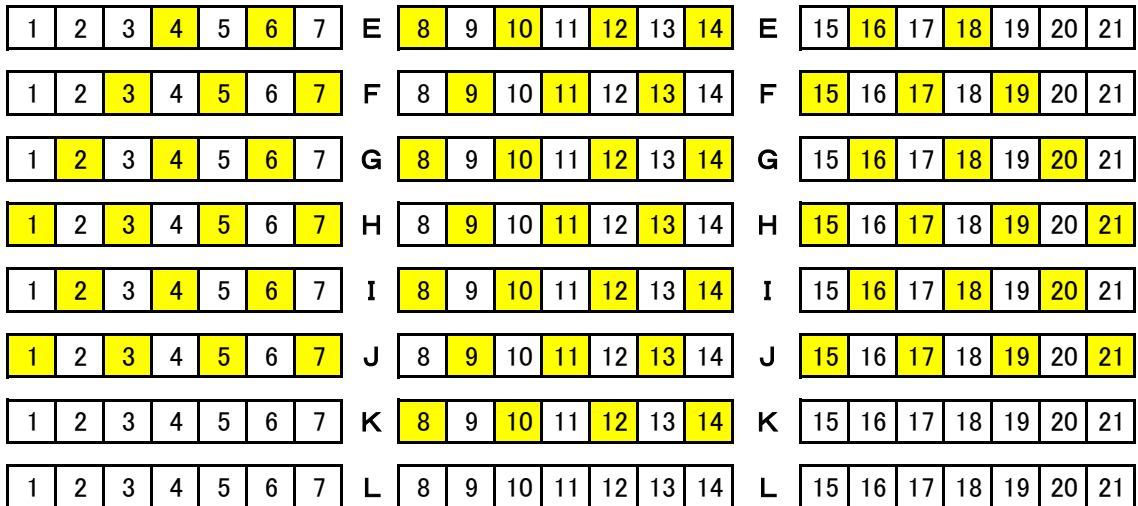 1 2 3 4 5 6 7 E 8 9 10 11 12 13 14 E 15 16 17 18 19 20 21
1 2 3 4 5 6 7 F 8 9 10 11 12 13 14 F 15 16 17 18 19 20 21
1 2 3 4 5 6 7 G 8 9 10 11 12 13 14 G 15 16 17 18 19 20 21
1 2 3 4 5 6 7 H 8 9 10 11 12 13 14 H 15 16 17 18 19 20 21
1 2 3 4 5 6 7 I 8 9 10 11 12 13 14 I 15 16 17 18 19 20 21
1 2 3 4 5 6 7 J 8 9 10 11 12 13 14 J 15 16 17 18 19 20 21
1 2 3 4 5 6 7 K 8 9 10 11 12 13 14 K 15 16 17 18 19 20 21
1 2 3 4 5 6 7 L 8 9 10 11 12 13 14 L 15 16 17 18 19 20 21